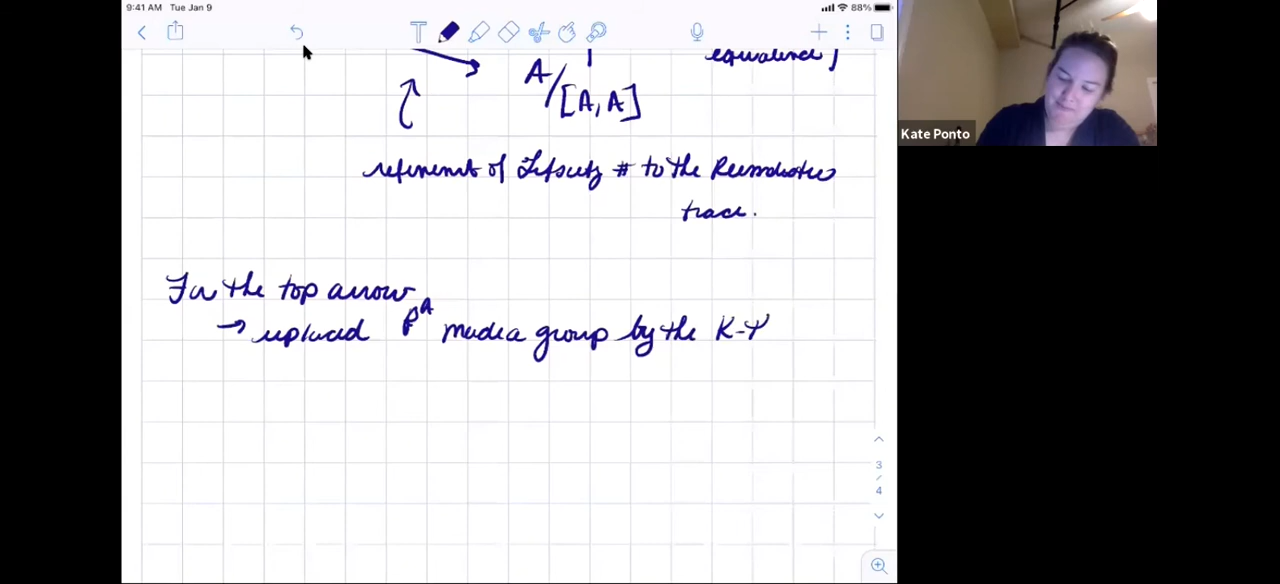 9:41 AM Tue Jan 9
88%
equivalence)
A/[A, A]
refinement of Lefschetz # to the Reidemeister
trace.
Kate Ponto
For the top arrow
→ replaced P^A made a group by the K-T
3
/
4